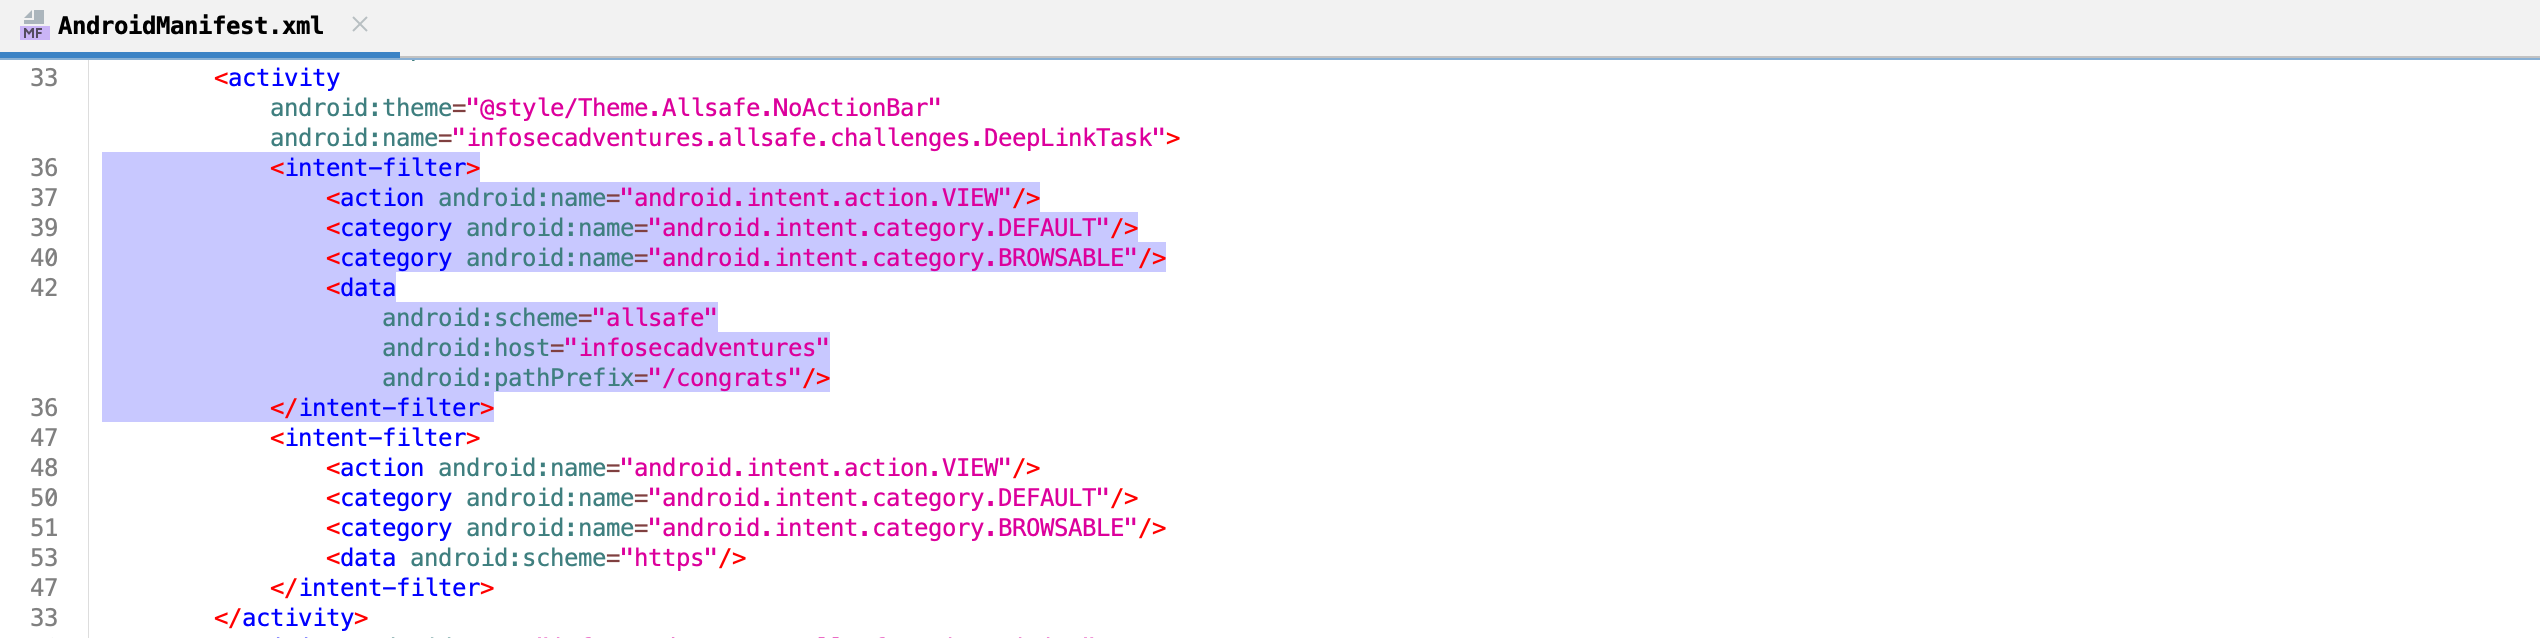 MF AndroidManifest.xml
33 <activity
android:theme="@style/Theme.Allsafe.NoActionBar"
android:name="infosecadventures.allsafe.challenges.DeepLinkTask">
36 <intent-filter>
37 <action android:name="android.intent.action.VIEW"/>
39 <category android:name="android.intent.category.DEFAULT"/>
40 <category android:name="android.intent.category.BROWSABLE"/>
42 <data
android:scheme="allsafe"
android:host="infosecadventures"
android:pathPrefix="/congrats"/>
36 </intent-filter>
47 <intent-filter>
48 <action android:name="android.intent.action.VIEW"/>
50 <category android:name="android.intent.category.DEFAULT"/>
51 <category android:name="android.intent.category.BROWSABLE"/>
53 <data android:scheme="https"/>
47 </intent-filter>
33 </activity>